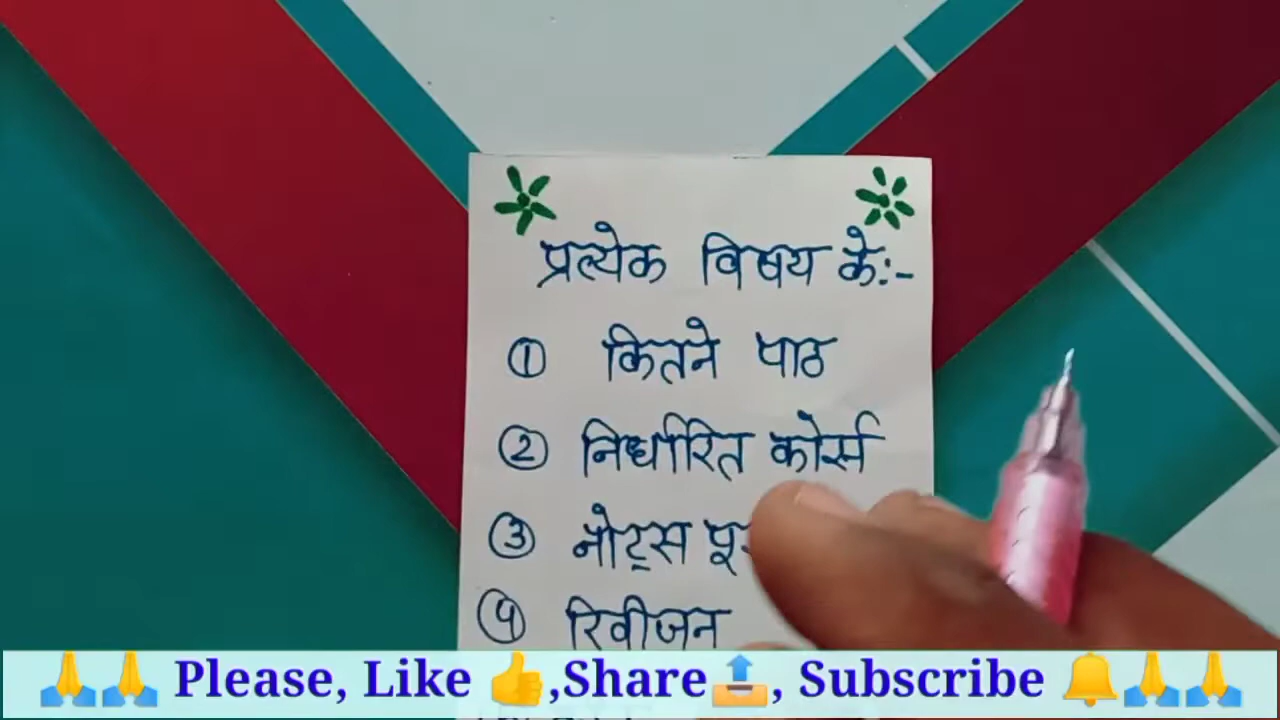 प्रत्येक विषय के:-
① कितने पाठ
② निर्धारित कोर्स
③ नोट्स
④ रिवीजन
Please, Like 👍,Share📤, Subscribe 🔔🙏🙏